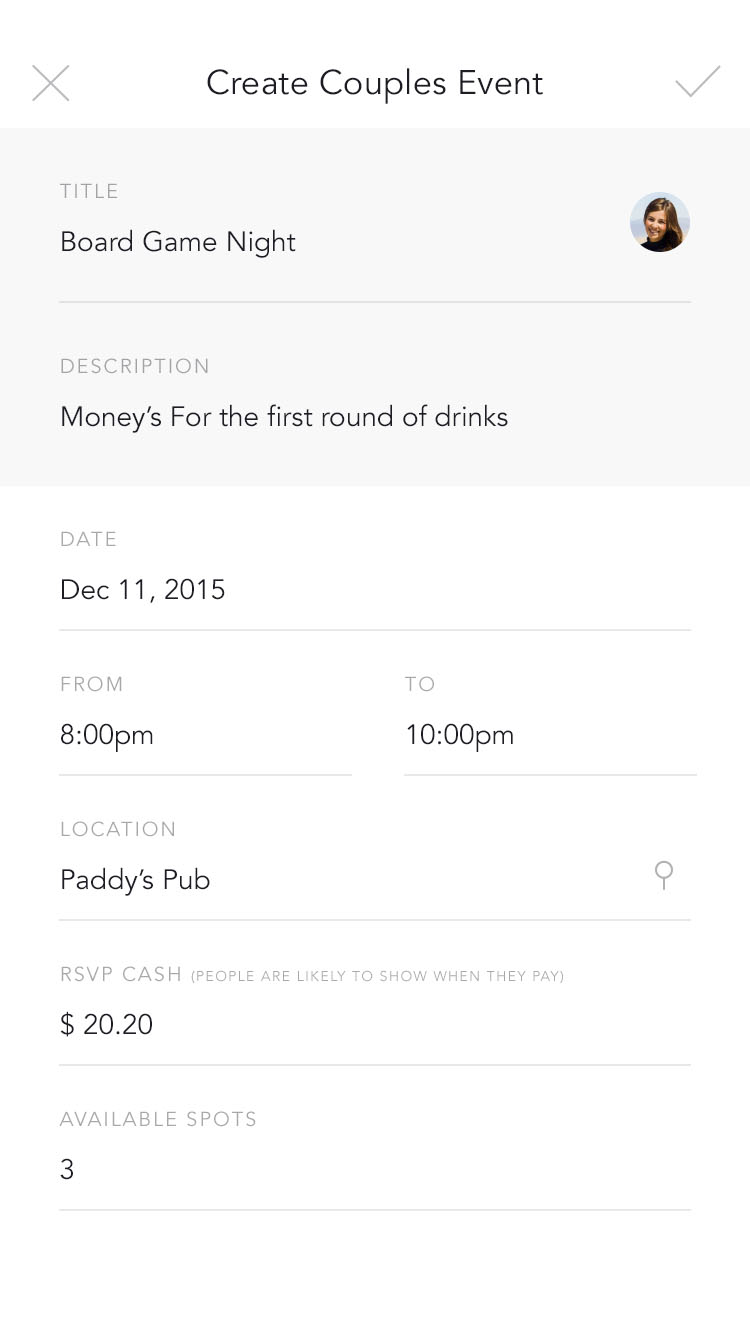 Create Couples Event
TITLE
Board Game Night
DESCRIPTION
Money’s For the first round of drinks
DATE
Dec 11, 2015
FROM
TO
8:00pm
10:00pm
LOCATION
Paddy’s Pub
RSVP CASH (PEOPLE ARE LIKELY TO SHOW WHEN THEY PAY)
$ 20.20
AVAILABLE SPOTS
3